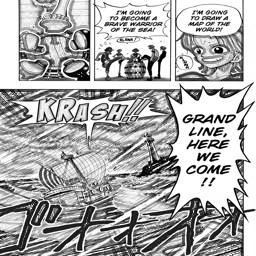 I'M GOING
TO BECOME A
BRAVE WARRIOR
OF THE SEA!
I'M GOING
TO DRAW A
MAP OF THE
WORLD!
KRASH!!
GRAND
LINE,
HERE
WE
COME
!!
ゴオオオオ